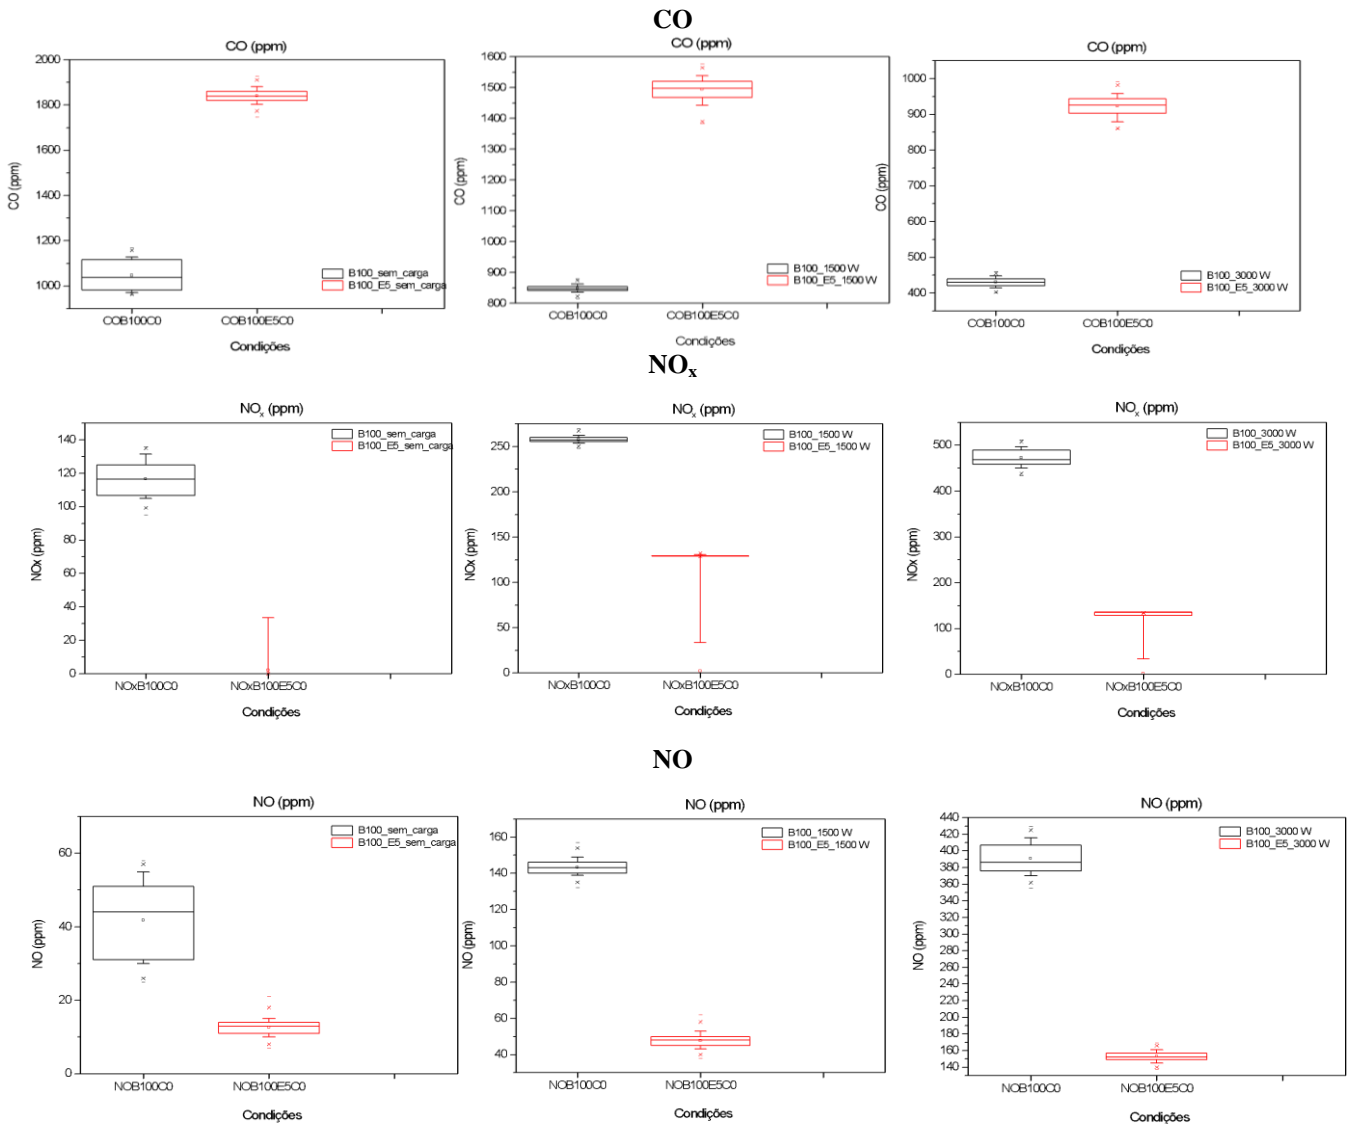 CO
CO (ppm)
2000
1800
1600
1400
1200
1000
CO (ppm)
B100_sem_carga
B100_E5_sem_carga
COB100C0
COB100E5C0
Condições
CO (ppm)
1600
1500
1400
1300
1200
1100
1000
900
800
CO (ppm)
B100_1500 W
B100_E5_1500 W
COB100C0
COB100E5C0
Condições
CO (ppm)
1000
900
800
700
600
500
400
CO (ppm)
B100_3000 W
B100_E5_3000 W
COB100C0
COB100E5C0
Condições
NOx
NOx (ppm)
140
120
100
80
60
40
20
0
NOx (ppm)
B100_sem_carga
B100_E5_sem_carga
NOxB100C0
NOxB100E5C0
Condições
NOx (ppm)
250
200
150
100
50
0
NOx (ppm)
B100_1500 W
B100_E5_1500 W
NOxB100C0
NOxB100E5C0
Condições
NOx (ppm)
500
400
300
200
100
0
NOx (ppm)
B100_3000 W
B100_E5_3000 W
NOxB100C0
NOxB100E5C0
Condições
NO
NO (ppm)
60
40
20
0
NO (ppm)
B100_sem_carga
B100_E5_sem_carga
NOB100C0
NOB100E5C0
Condições
NO (ppm)
160
140
120
100
80
60
40
NO (ppm)
B100_1500 W
B100_E5_1500 W
NOB100C0
NOB100E5C0
Condições
NO (ppm)
440
420
400
380
360
340
320
300
280
260
240
220
200
180
160
140
NO (ppm)
B100_3000 W
B100_E5_3000 W
NOB100C0
NOB100E5C0
Condições